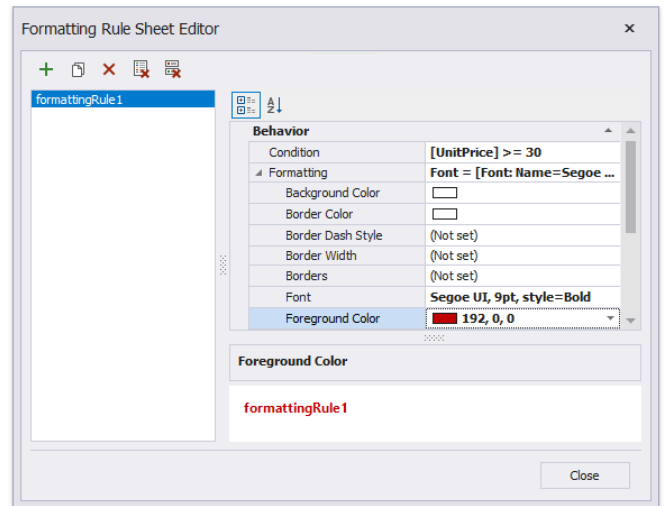 Formatting Rule Sheet Editor
formattingRule1
Behavior
Condition [UnitPrice] >= 30
Formatting Font = [Font: Name=Segoe ...
Background Color
Border Color
Border Dash Style (Not set)
Border Width (Not set)
Borders (Not set)
Font Segoe UI, 9pt, style=Bold
Foreground Color 192, 0, 0
Foreground Color
formattingRule1
Close